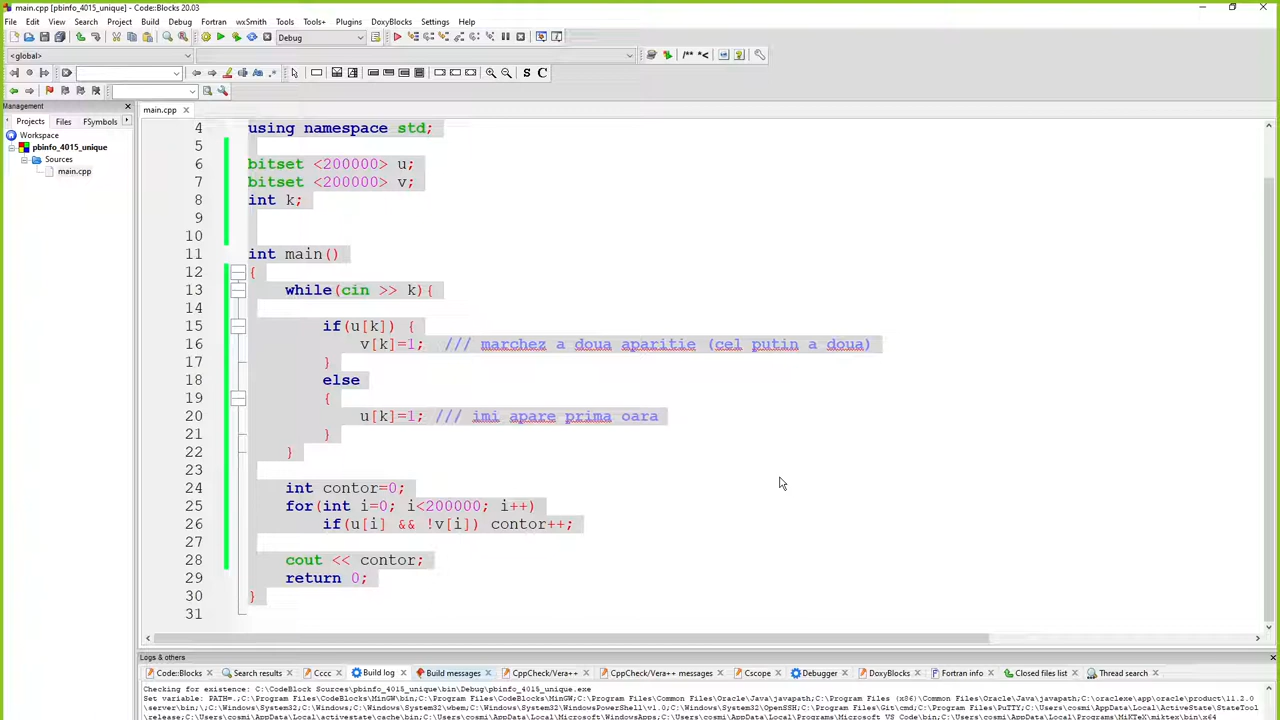 main.cpp [pbinfo_4015_unique] - Code::Blocks 20.03
File Edit View Search Project Build Debug Fortran wxSmith Tools Tools+ Plugins DoxyBlocks Settings Help
Debug
<global>
/** *<
S C
Management
Projects Files FSymbols
Workspace
pbinfo_4015_unique
Sources
main.cpp
main.cpp
4 using namespace std;
5
6 bitset <200000> u;
7 bitset <200000> v;
8 int k;
9
10
11 int main()
12 {
13 while(cin >> k){
14
15 if(u[k]) {
16 v[k]=1; /// marchez a doua aparitie (cel putin a doua)
17 }
18 else
19 {
20 u[k]=1; /// imi apare prima oara
21 }
22 }
23
24 int contor=0;
25 for(int i=0; i<200000; i++)
26 if(u[i] && !v[i]) contor++;
27
28 cout << contor;
29 return 0;
30 }
31
Logs & others
Code::Blocks Search results Cccc Build log Build messages CppCheck/Vera++ CppCheck/Vera++ messages Cscope Debugger DoxyBlocks Fortran info Closed files list Thread search
Checking for existence: C:\CodeBlock Sources\pbinfo_4015_unique\bin\Debug\pbinfo_4015_unique.exe